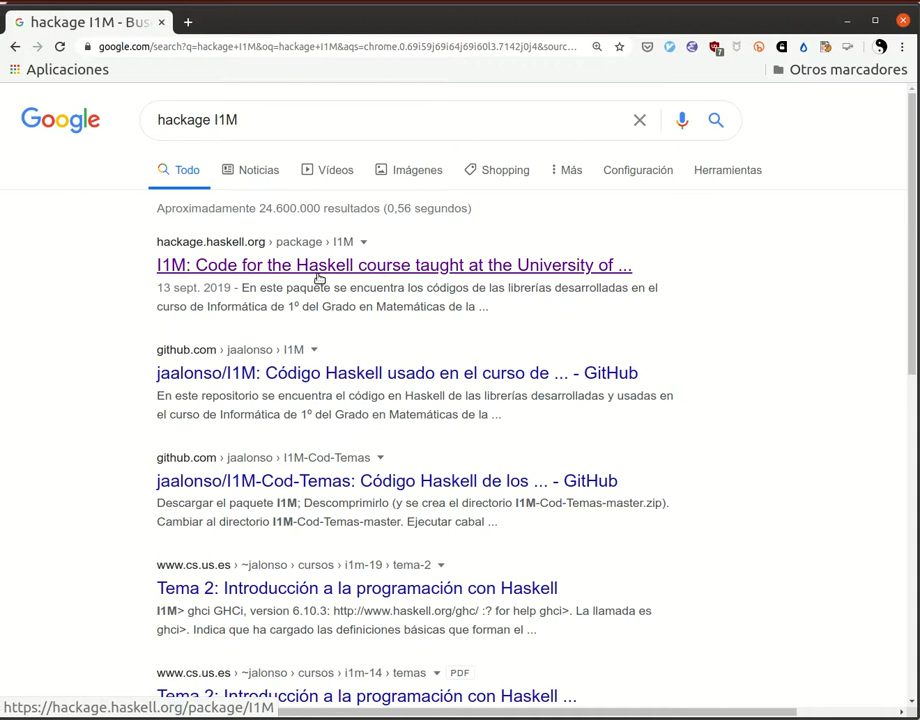 hackage I1M - Bus
google.com/search?q=hackage+I1M&oq=hackage+I1M&aqs=chrome.0.69i59j69i64j69i60l3.7142j0j4&sourc...
7
Aplicaciones
Otros marcadores
Google
hackage I1M
Todo
Noticias
Vídeos
Imágenes
Shopping
Más
Configuración
Herramientas
Aproximadamente 24.600.000 resultados (0,56 segundos)
hackage.haskell.org › package › I1M
I1M: Code for the Haskell course taught at the University of ...
13 sept. 2019 - En este paquete se encuentra los códigos de las librerías desarrolladas en el
curso de Informática de 1º del Grado en Matemáticas de la ...
github.com › jaalonso › I1M
jaalonso/I1M: Código Haskell usado en el curso de ... - GitHub
En este repositorio se encuentra el código en Haskell de las librerías desarrolladas y usadas en
el curso de Informática de 1º del Grado en Matemáticas de la ...
github.com › jaalonso › I1M-Cod-Temas
jaalonso/I1M-Cod-Temas: Código Haskell de los ... - GitHub
Descargar el paquete I1M; Descomprimirlo (y se crea el directorio I1M-Cod-Temas-master.zip).
Cambiar al directorio I1M-Cod-Temas-master. Ejecutar cabal ...
www.cs.us.es › ~jalonso › cursos › i1m-19 › tema-2
Tema 2: Introducción a la programación con Haskell
I1M> ghci GHCi, version 6.10.3: http://www.haskell.org/ghc/ :? for help ghci>. La llamada es
ghci>. Indica que ha cargado las definiciones básicas que forman el ...
www.cs.us.es › ~jalonso › cursos › i1m-14 › temas
PDF
Tema 2: Introducción a la programación con Haskell ...
https://hackage.haskell.org/package/I1M